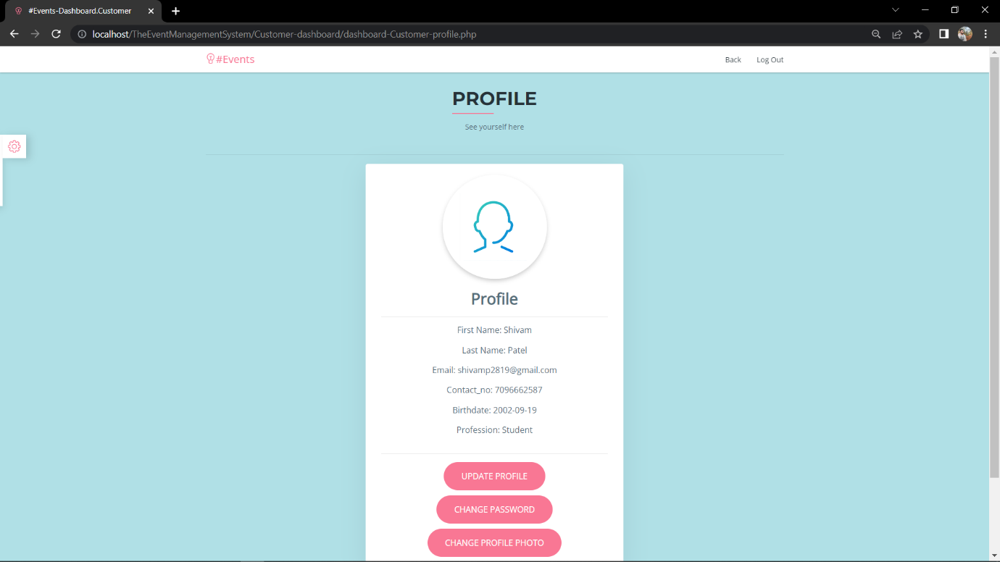 #Events-Dashboard.Customer
localhost/TheEventManagementSystem/Customer-dashboard/dashboard-Customer-profile.php
#Events
Back
Log Out
PROFILE
See yourself here
Profile
First Name: Shivam
Last Name: Patel
Email: shivamp2819@gmail.com
Contact_no: 7096662587
Birthdate: 2002-09-19
Profession: Student
UPDATE PROFILE
CHANGE PASSWORD
CHANGE PROFILE PHOTO